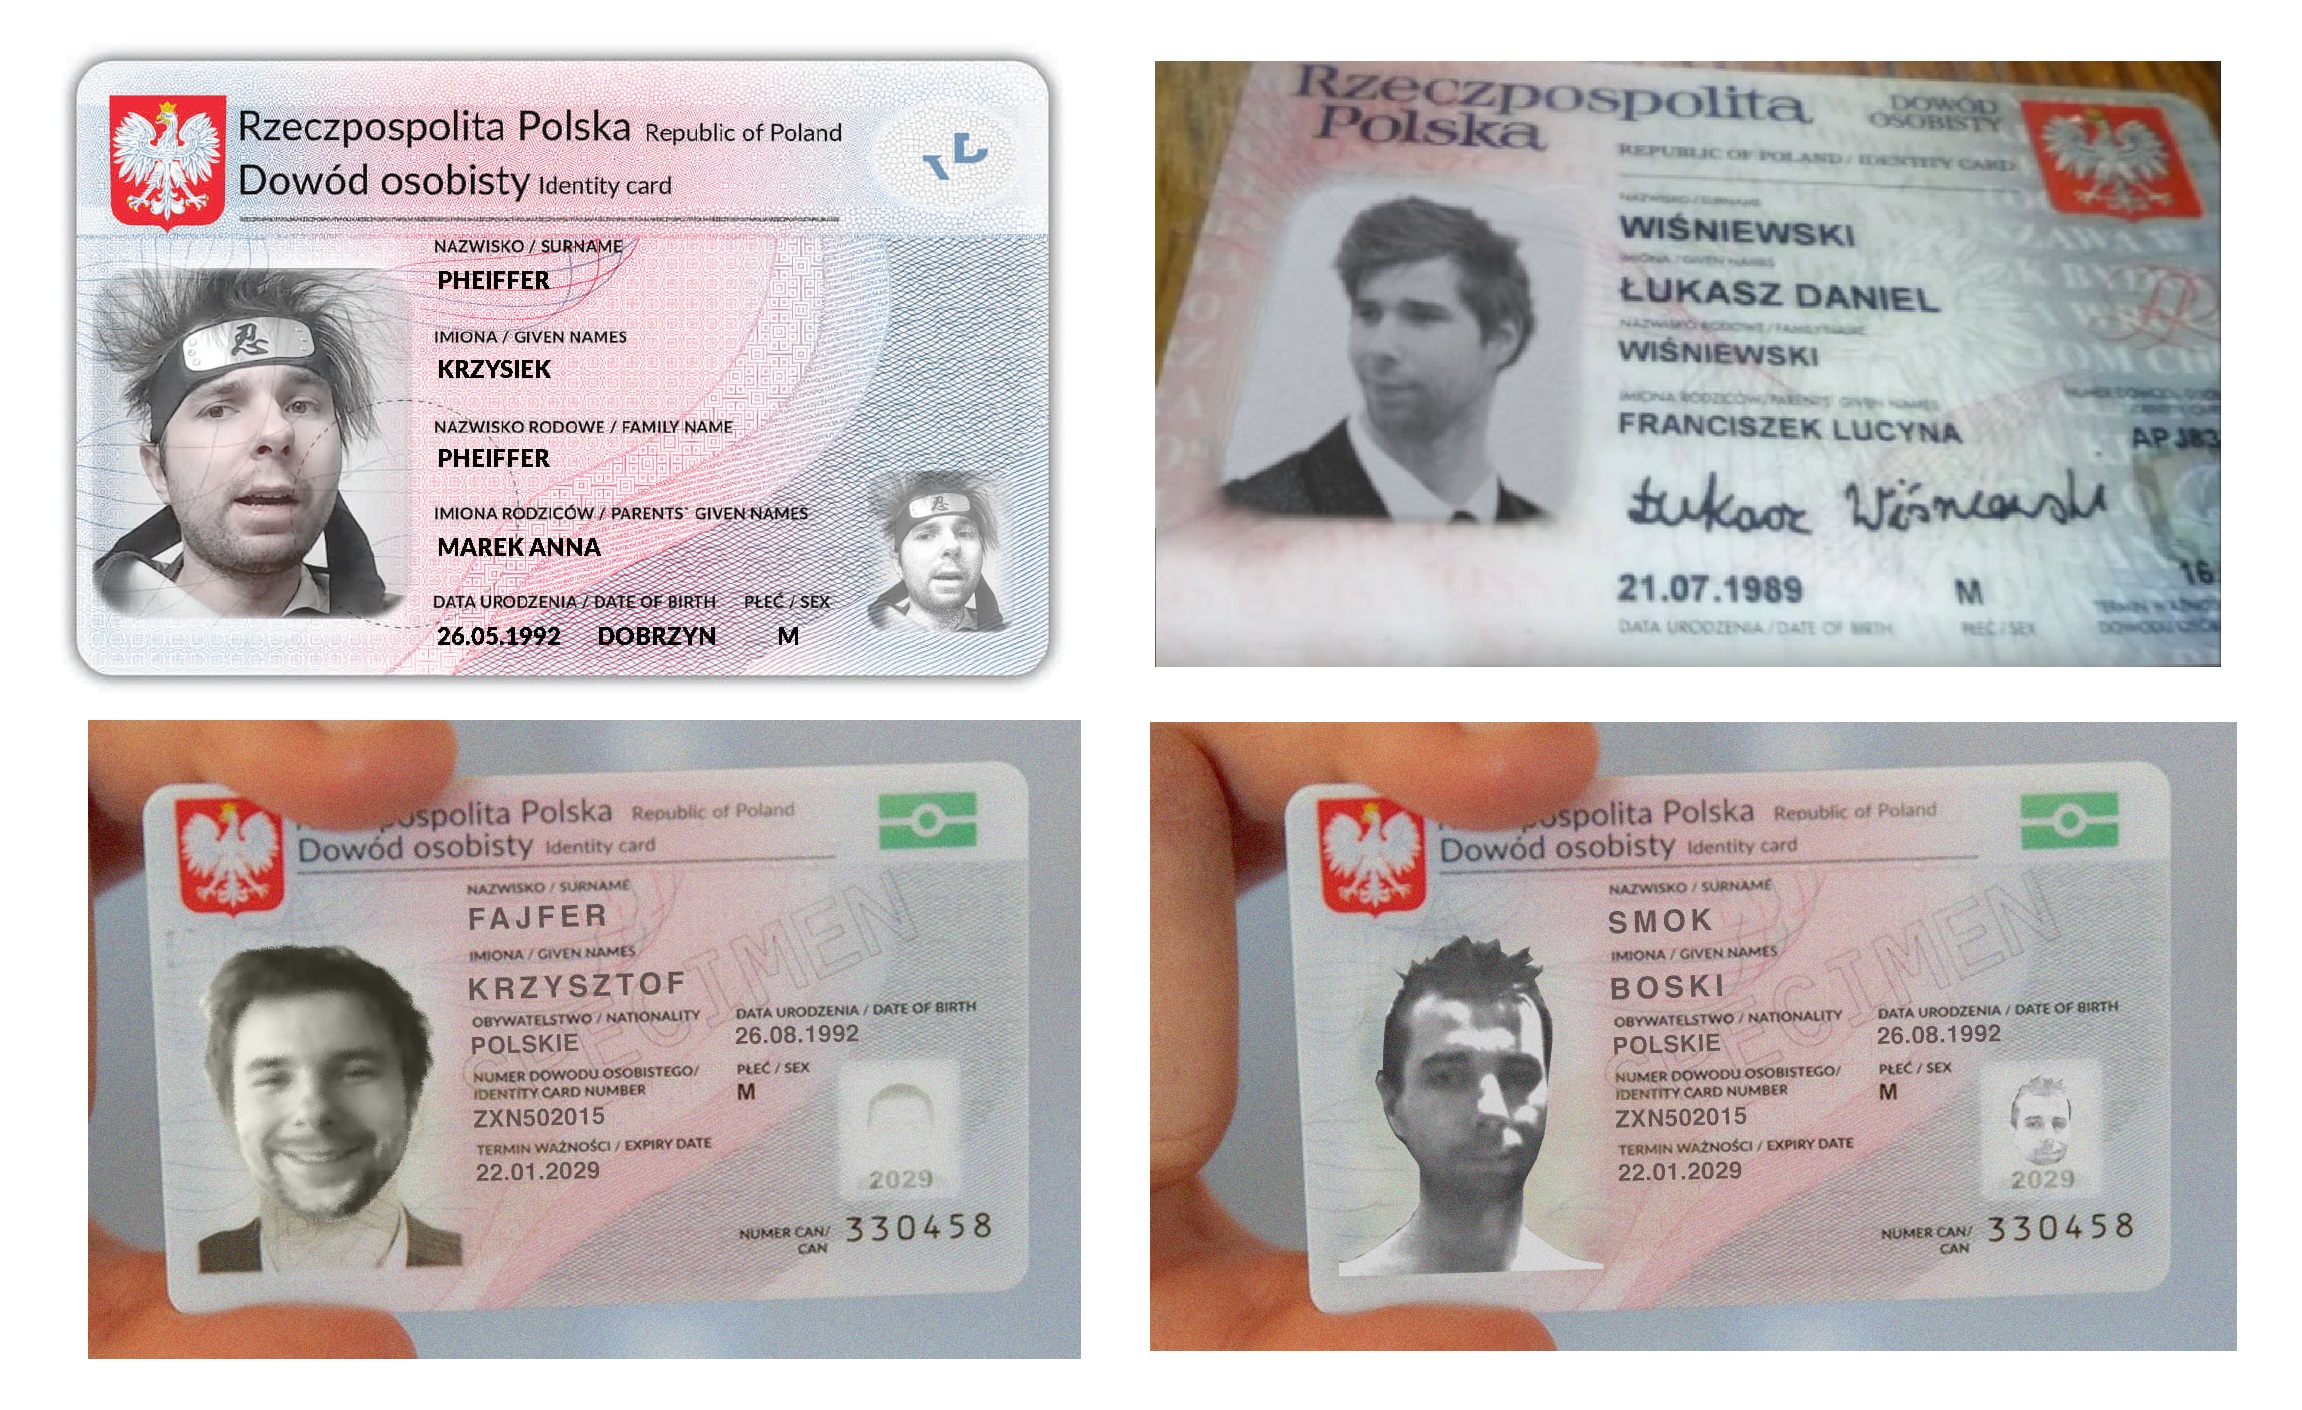 Rzeczpospolita Polska Republic of Poland
Dowód osobisty Identity card
NAZWISKO / SURNAME
PHEIFFER
IMIONA / GIVEN NAMES
KRZYSIEK
NAZWISKO RODOWE / FAMILY NAME
PHEIFFER
IMIONA RODZICÓW / PARENTS` GIVEN NAMES
MAREK ANNA
DATA URODZENIA / DATE OF BIRTH PŁEĆ / SEX
26.05.1992 DOBRZYN M
Rzeczpospolita
Polska
DOWÓD
OSOBISTY
REPUBLIC OF POLAND / IDENTITY CARD
NAZWISKO / SURNAME
WIŚNIEWSKI
IMIONA / GIVEN NAMES
ŁUKASZ DANIEL
NAZWISKO RODOWE / FAMILY NAME
WIŚNIEWSKI
IMIONA RODZICÓW / PARENTS' GIVEN NAMES
FRANCISZEK LUCYNA
APJ83
Łukasz Wiśniewski
16.
21.07.1989 M
DATA URODZENIA / DATE OF BIRTH PŁEĆ / SEX
spolita Polska Republic of Poland
Dowód osobisty Identity card
NAZWISKO / SURNAME
FAJFER
IMIONA / GIVEN NAMES
KRZYSZTOF
OBYWATELSTWO / NATIONALITY
POLSKIE
DATA URODZENIA / DATE OF BIRTH
26.08.1992
NUMER DOWODU OSOBISTEGO/
IDENTITY CARD NUMBER
ZXN502015
PŁEĆ / SEX
M
TERMIN WAŻNOŚCI / EXPIRY DATE
22.01.2029
SPECIMEN
2029
NUMER CAN/
CAN
330458
spolita Polska Republic of Poland
Dowód osobisty Identity card
NAZWISKO / SURNAME
SMOK
IMIONA / GIVEN NAMES
BOSKI
OBYWATELSTWO / NATIONALITY
POLSKIE
DATA URODZENIA / DATE OF BIRTH
26.08.1992
NUMER DOWODU OSOBISTEGO/
IDENTITY CARD NUMBER
ZXN502015
PŁEĆ / SEX
M
TERMIN WAŻNOŚCI / EXPIRY DATE
22.01.2029
SPECIMEN
2029
NUMER CAN/
CAN
330458